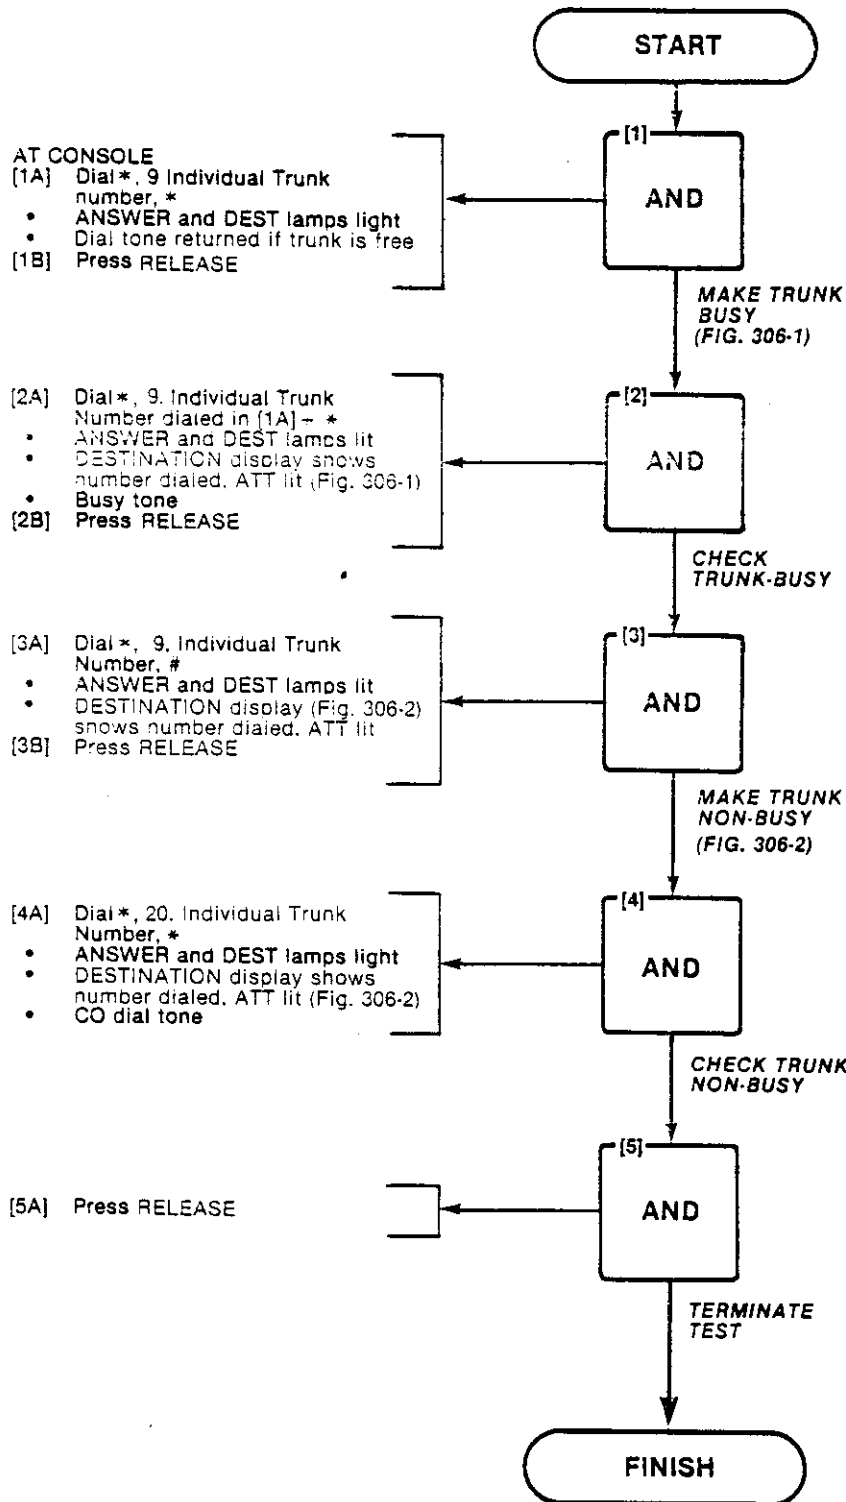 START
AT CONSOLE
[1A] Dial *, 9 Individual Trunk
number, *
• ANSWER and DEST lamps light
• Dial tone returned if trunk is free
[1B] Press RELEASE
[1]
AND
MAKE TRUNK
BUSY
(FIG. 306-1)
[2A] Dial *, 9. Individual Trunk
Number dialed in [1A] - *
• ANSWER and DEST lamps lit
• DESTINATION display shows
number dialed. ATT lit (Fig. 306-1)
• Busy tone
[2B] Press RELEASE
[2]
AND
CHECK
TRUNK-BUSY
[3A] Dial *, 9. Individual Trunk
Number, #
• ANSWER and DEST lamps lit
• DESTINATION display (Fig. 306-2)
shows number dialed. ATT lit
[3B] Press RELEASE
[3]
AND
MAKE TRUNK
NON-BUSY
(FIG. 306-2)
[4A] Dial *, 20. Individual Trunk
Number, *
• ANSWER and DEST lamps light
• DESTINATION display shows
number dialed. ATT lit (Fig. 306-2)
• CO dial tone
[4]
AND
CHECK TRUNK
NON-BUSY
[5A] Press RELEASE
[5]
AND
TERMINATE
TEST
FINISH